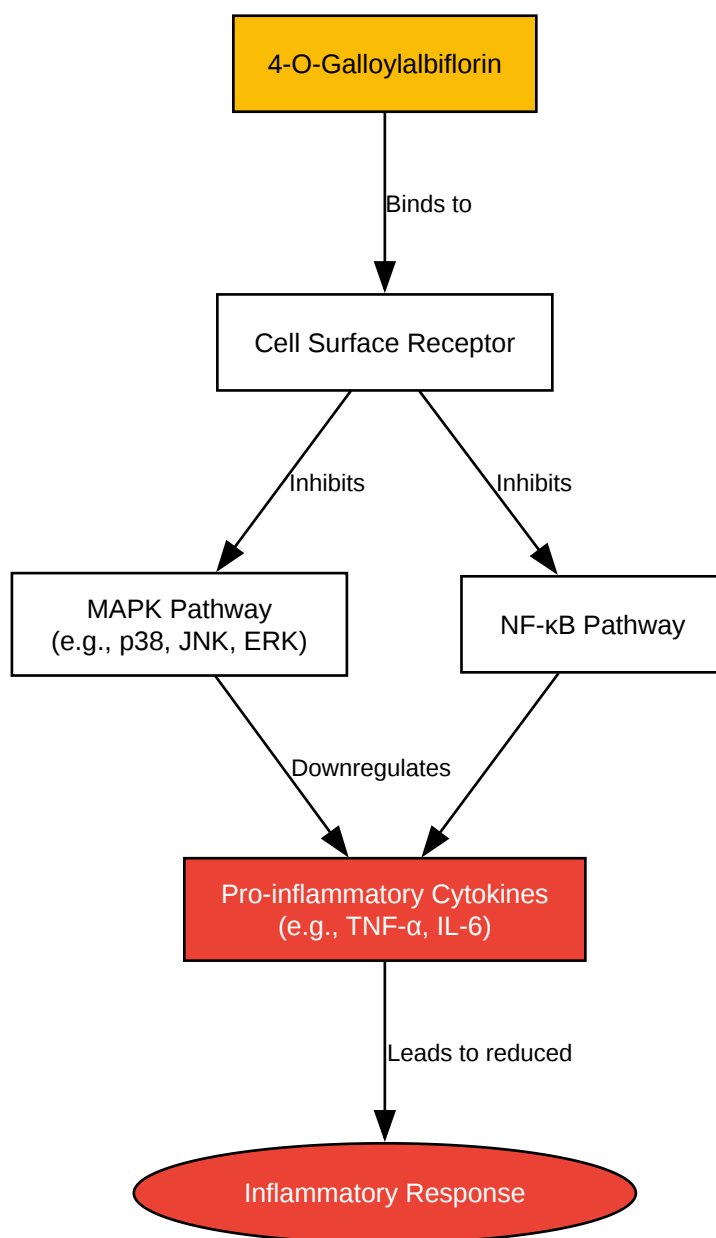 4-O-Galloylalbiflorin
Binds to
Cell Surface Receptor
Inhibits
Inhibits
MAPK Pathway
(e.g., p38, JNK, ERK)
NF-κB Pathway
Downregulates
Pro-inflammatory Cytokines
(e.g., TNF-α, IL-6)
Leads to reduced
Inflammatory Response